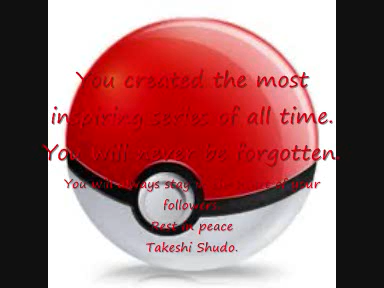 You created the most
inspiring series of all time.
You will never be forgotten.
You will always stay in the heart of your
followers.
Rest in peace
Takeshi Shudo.